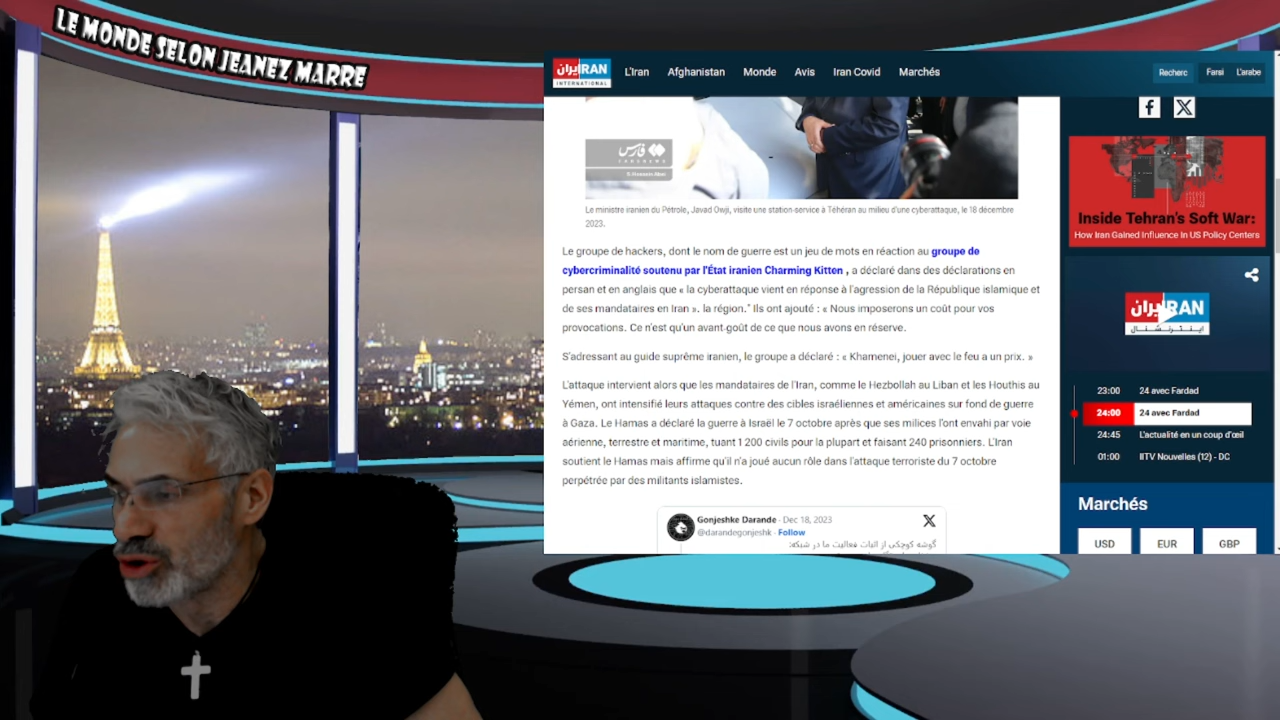 LE MONDE SELON JEANEZ MARRE
ایران IRAN
INTERNATIONAL
L'Iran Afghanistan Monde Avis Iran Covid Marchés
Recherc Farsi L'arabe
فارس
Le ministre iranien du Pétrole, Javad Owji, visite une station-service à Téhéran au milieu d'une cyberattaque, le 18 décembre
2023.
Le groupe de hackers, dont le nom de guerre est un jeu de mots en réaction au groupe de
cybercriminalité soutenu par l'État iranien Charming Kitten , a déclaré dans des déclarations en
persan et en anglais que « la cyberattaque vient en réponse à l'agression de la République islamique et
de ses mandataires en Iran ». la région." Ils ont ajouté : « Nous imposerons un coût pour vos
provocations. Ce n'est qu'un avant-goût de ce que nous avons en réserve.
S'adressant au guide suprême iranien, le groupe a déclaré : « Khamenei, jouer avec le feu a un prix. »
L'attaque intervient alors que les mandataires de l'Iran, comme le Hezbollah au Liban et les Houthis au
Yémen, ont intensifié leurs attaques contre des cibles israéliennes et américaines sur fond de guerre
à Gaza. Le Hamas a déclaré la guerre à Israël le 7 octobre après que ses milices l'ont envahi par voie
aérienne, terrestre et maritime, tuant 1 200 civils pour la plupart et faisant 240 prisonniers. L'Iran
soutient le Hamas mais affirme qu'il n'a joué aucun rôle dans l'attaque terroriste du 7 octobre
perpétrée par des militants islamistes.
Gonjeshke Darande · Dec 18, 2023
@darandegonjeshk · Follow
گوشه کوچکی از اثبات فعالیت ما در شبکه:
Inside Tehran's Soft War:
How Iran Gained Influence In US Policy Centers
ایران IRAN
اینترنشنال
23:00 24 avec Fardad
24:00 24 avec Fardad
24:45 L'actualité en un coup d'œil
01:00 IITV Nouvelles (12) - DC
Marchés
USD EUR GBP